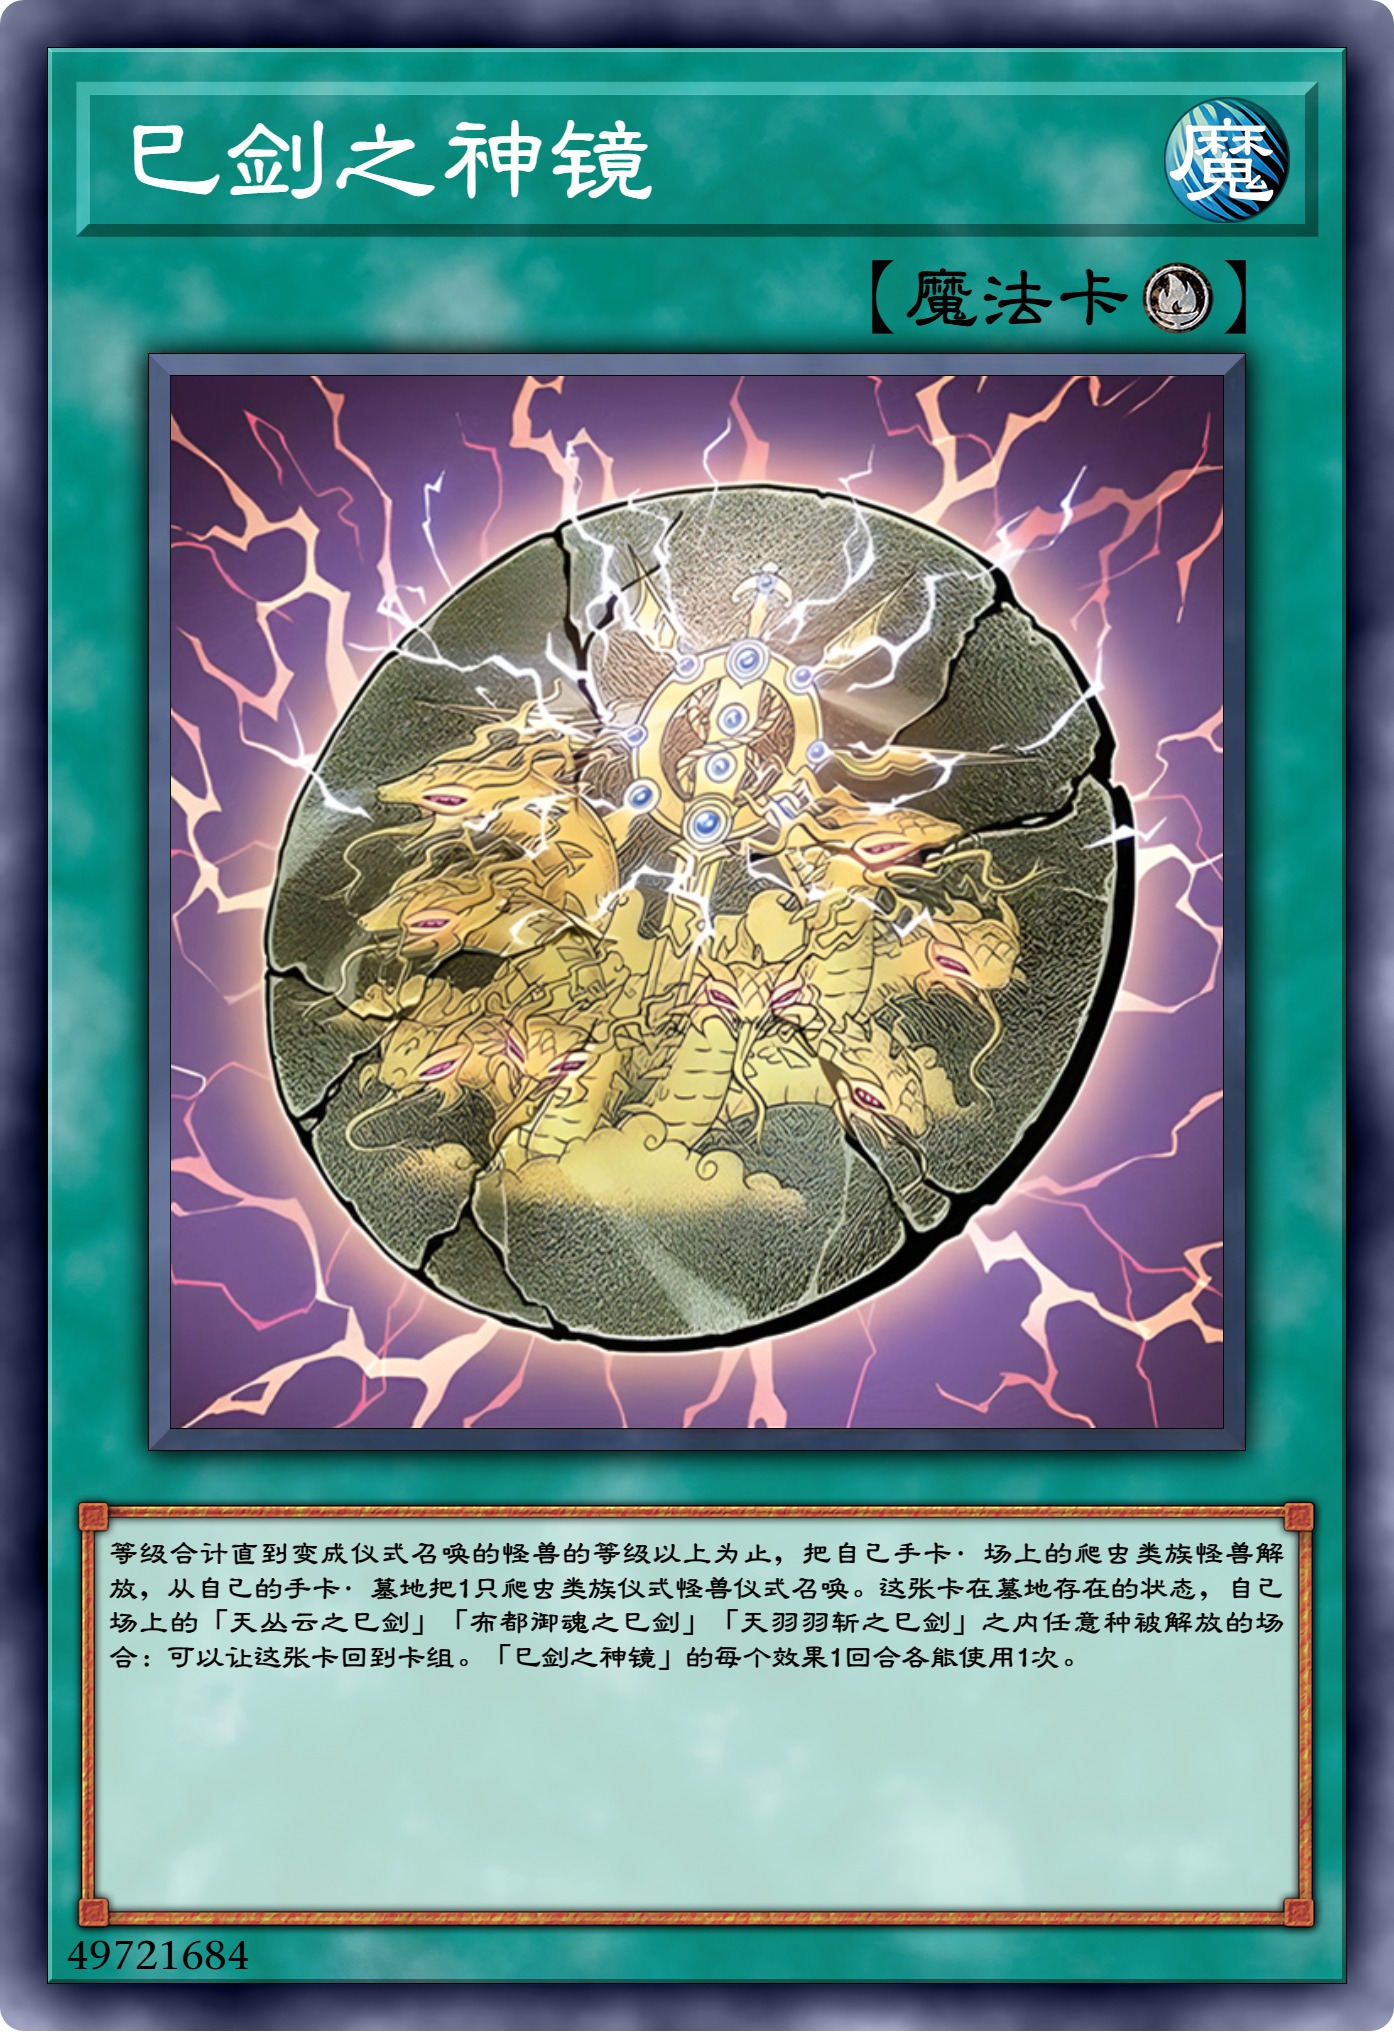 巳剑之神镜
魔
【魔法卡】
等级合计直到变成仪式召唤的怪兽的等级以上为止，把自己手卡·场上的爬虫类族怪兽解
放，从自己的手卡·墓地把1只爬虫类族仪式怪兽仪式召唤。这张卡在墓地存在的状态，自己
场上的「天丛云之巳剑」「布都御魂之巳剑」「天羽羽斩之巳剑」之内任意种被解放的场
合：可以让这张卡回到卡组。「巳剑之神镜」的每个效果1回合各能使用1次。
49721684